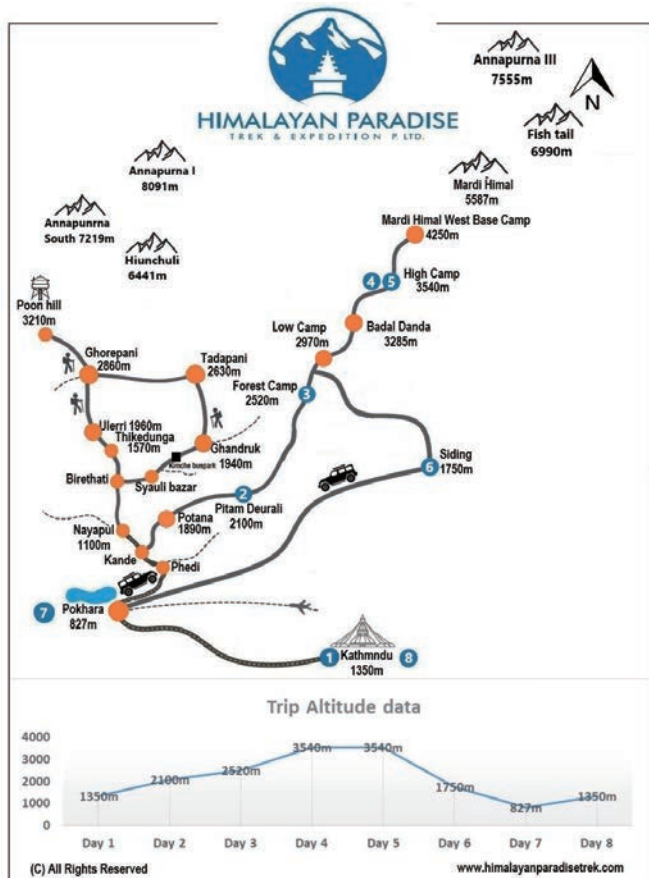 HIMALAYAN PARADISE
TREK & EXPEDITION P. LTD.
Annapurna III
7555m
N
Fish tail
6990m
Annapurna I
8091m
Mardi Himal
5587m
Annapunrna
South 7219m
Hiunchuli
6441m
Mardi Himal West Base Camp
4250m
4 5
High Camp
3540m
Poon hill
3210m
Low Camp
2970m
Badal Danda
3285m
Ghorepani
2860m
Tadapani
2630m
Forest Camp
2520m
3
Ulerri 1960m
Thikedunga
1570m
Ghandruk
1940m
Kimche buspark
Siding
1750m
6
Birethati
Syauli bazar
2
Pitam Deurali
2100m
Potana
1890m
Nayapul
1100m
Kande
Phedi
7
Pokhara
827m
1
Kathmndu
1350m
8
Trip Altitude data
4000
3000
2000
1000
0
1350m
2100m
2520m
3540m
3540m
1750m
827m
1350m
Day 1 Day 2 Day 3 Day 4 Day 5 Day 6 Day 7 Day 8
(C) All Rights Reserved
www.himalayanparadisetrek.com